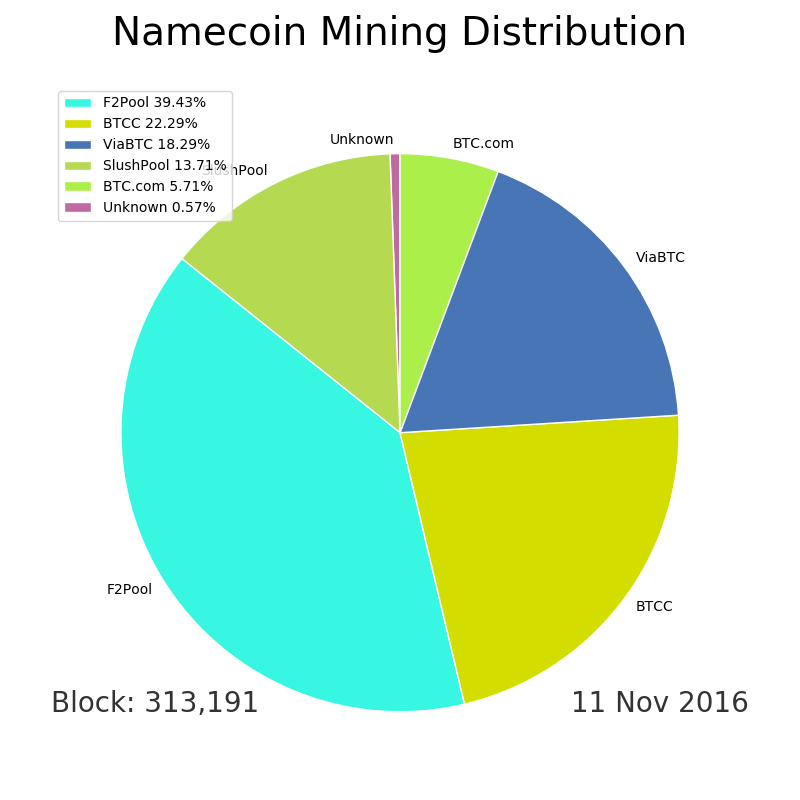 Namecoin Mining Distribution
F2Pool 39.43%
BTCC 22.29%
ViaBTC 18.29%
SlushPool 13.71%
BTC.com 5.71%
Unknown 0.57%
Unknown
BTC.com
SlushPool
ViaBTC
F2Pool
BTCC
Block: 313,191
11 Nov 2016